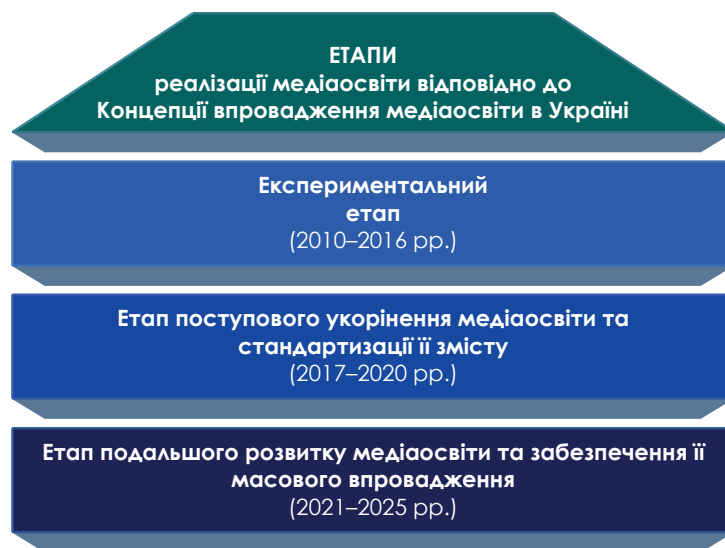 ЕТАПИ
реалізації медіаосвіти відповідно до
Концепції впровадження медіаосвіти в Україні
Експериментальний
етап
(2010–2016 рр.)
Етап поступового укорінення медіаосвіти та
стандартизації її змісту
(2017–2020 рр.)
Етап подальшого розвитку медіаосвіти та забезпечення її
масового впровадження
(2021–2025 рр.)